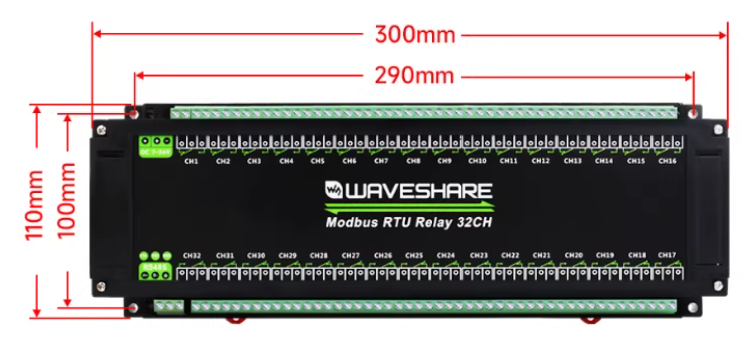 300mm
290mm
110mm
100mm
CH1 CH2 CH3 CH4 CH5 CH6 CH7 CH8 CH9 CH10 CH11 CH12 CH13 CH14 CH15 CH16
WAVESHARE
Modbus RTU Relay 32CH
CH32 CH31 CH30 CH29 CH28 CH27 CH26 CH25 CH24 CH23 CH22 CH21 CH20 CH19 CH18 CH17
RS485